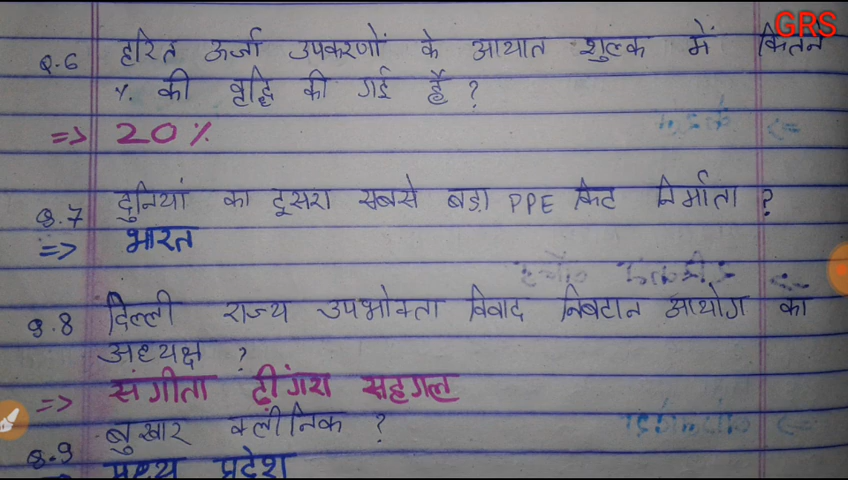 GRS
Q.6 हरित ऊर्जा उपकरणों के आयात शुल्क में कितने
% की वृद्धि की गई है ?
=> 20%
Q.7 दुनियां का दूसरा सबसे बड़ा PPE किट निर्माता ?
=> भारत
Q.8 दिल्ली राज्य उपभोक्ता विवाद निबटान आयोग का
अध्यक्ष ?
=> संगीता ढींगरा सहगल
Q.9 बुखार क्लीनिक ?
=> मध्य प्रदेश